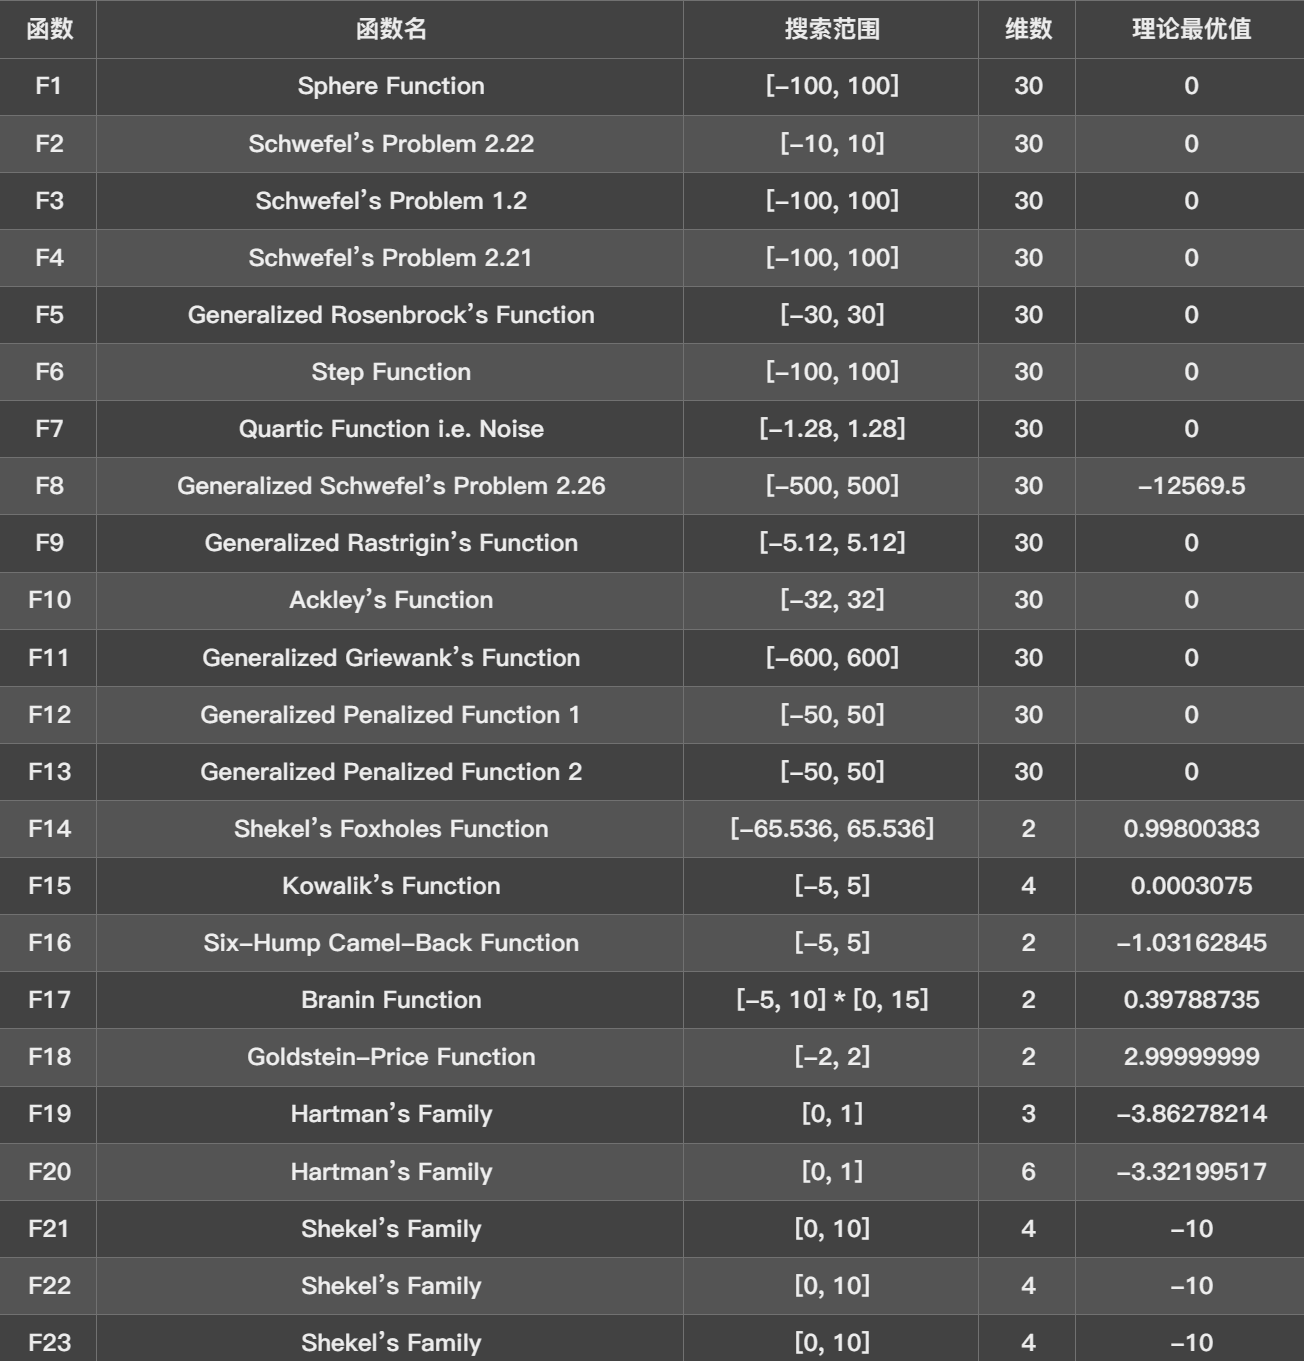 函数 函数名 搜索范围 维数 理论最优值
F1 Sphere Function [-100, 100] 30 0
F2 Schwefel’s Problem 2.22 [-10, 10] 30 0
F3 Schwefel’s Problem 1.2 [-100, 100] 30 0
F4 Schwefel’s Problem 2.21 [-100, 100] 30 0
F5 Generalized Rosenbrock’s Function [-30, 30] 30 0
F6 Step Function [-100, 100] 30 0
F7 Quartic Function i.e. Noise [-1.28, 1.28] 30 0
F8 Generalized Schwefel’s Problem 2.26 [-500, 500] 30 -12569.5
F9 Generalized Rastrigin’s Function [-5.12, 5.12] 30 0
F10 Ackley’s Function [-32, 32] 30 0
F11 Generalized Griewank’s Function [-600, 600] 30 0
F12 Generalized Penalized Function 1 [-50, 50] 30 0
F13 Generalized Penalized Function 2 [-50, 50] 30 0
F14 Shekel’s Foxholes Function [-65.536, 65.536] 2 0.99800383
F15 Kowalik’s Function [-5, 5] 4 0.0003075
F16 Six-Hump Camel-Back Function [-5, 5] 2 -1.03162845
F17 Branin Function [-5, 10] * [0, 15] 2 0.39788735
F18 Goldstein-Price Function [-2, 2] 2 2.99999999
F19 Hartman’s Family [0, 1] 3 -3.86278214
F20 Hartman’s Family [0, 1] 6 -3.32199517
F21 Shekel’s Family [0, 10] 4 -10
F22 Shekel’s Family [0, 10] 4 -10
F23 Shekel’s Family [0, 10] 4 -10